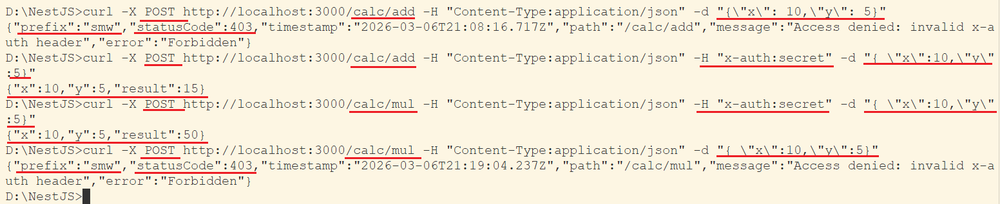 D:\NestJS>curl -X POST http://localhost:3000/calc/add -H "Content-Type:application/json" -d "{\"x\": 10,\"y\": 5}"
{"prefix":"smw","statusCode":403,"timestamp":"2026-03-06T21:08:16.717Z","path":"/calc/add","message":"Access denied: invalid x-a
uth header","error":"Forbidden"}
D:\NestJS>curl -X POST http://localhost:3000/calc/add -H "Content-Type:application/json" -H "x-auth:secret" -d "{ \"x\":10,\"y\"
:5}"
{"x":10,"y":5,"result":15}
D:\NestJS>curl -X POST http://localhost:3000/calc/mul -H "Content-Type:application/json" -H "x-auth:secret" -d "{ \"x\":10,\"y\"
:5}"
{"x":10,"y":5,"result":50}
D:\NestJS>curl -X POST http://localhost:3000/calc/mul -H "Content-Type:application/json" -d "{ \"x\":10,\"y\":5}"
{"prefix":"smw","statusCode":403,"timestamp":"2026-03-06T21:19:04.237Z","path":"/calc/mul","message":"Access denied: invalid x-a
uth header","error":"Forbidden"}
D:\NestJS>